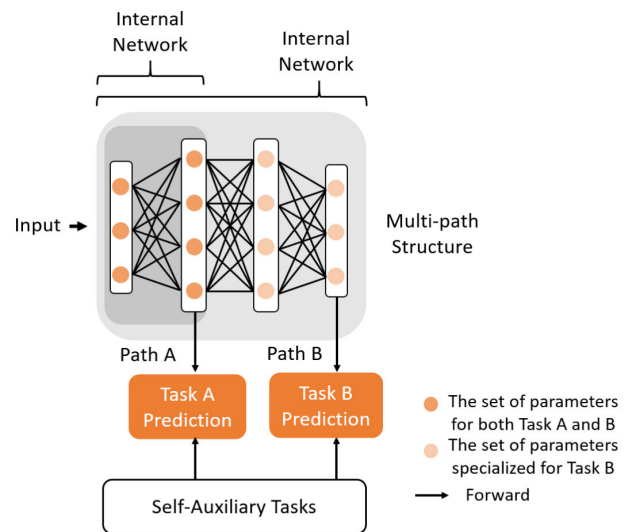 Internal
Network
Internal
Network
Input
Multi-path
Structure
Path A
Path B
Task A
Prediction
Task B
Prediction
The set of parameters
for both Task A and B
The set of parameters
specialized for Task B
Forward
Self-Auxiliary Tasks